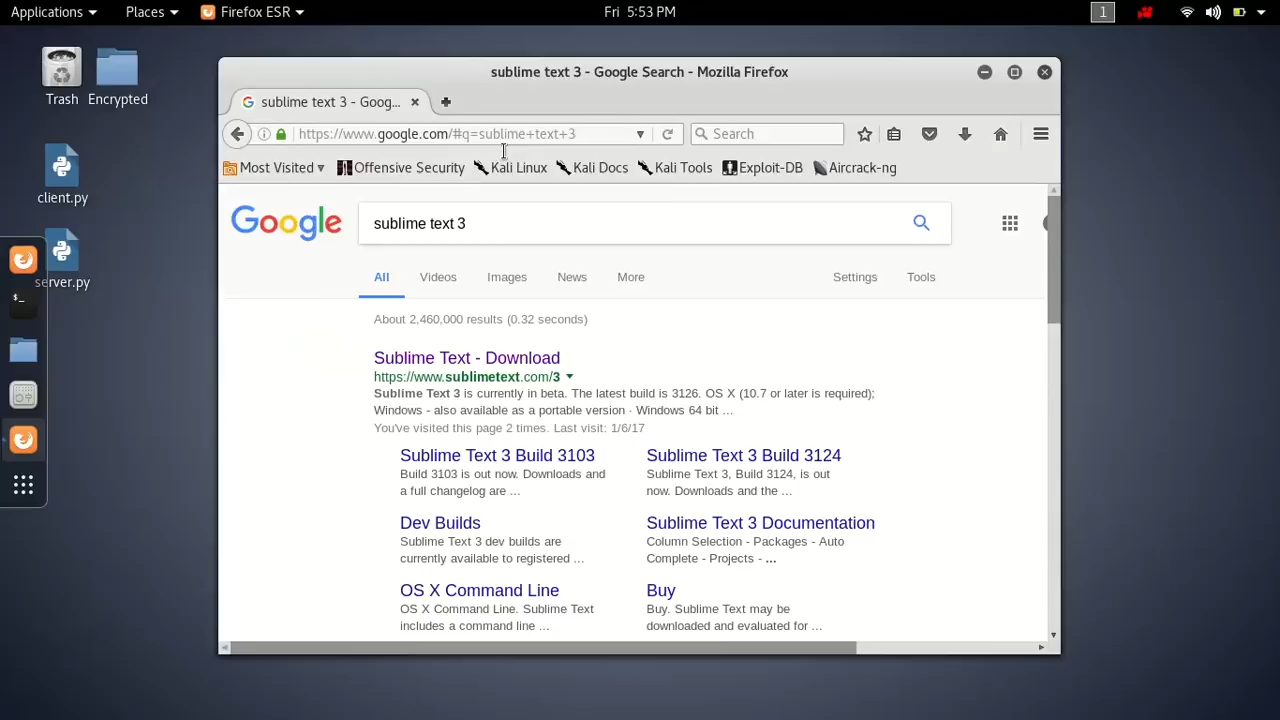 Applications Places Firefox ESR Fri 5:53 PM 1
Trash Encrypted
client.py
server.py
sublime text 3 - Google Search - Mozilla Firefox
sublime text 3 - Goog...
https://www.google.com/#q=sublime+text+3 Search
Most Visited Offensive Security Kali Linux Kali Docs Kali Tools Exploit-DB Aircrack-ng
Google sublime text 3
All Videos Images News More Settings Tools
About 2,460,000 results (0.32 seconds)
Sublime Text - Download
https://www.sublimetext.com/3
Sublime Text 3 is currently in beta. The latest build is 3126. OS X (10.7 or later is required);
Windows - also available as a portable version · Windows 64 bit ...
You've visited this page 2 times. Last visit: 1/6/17
Sublime Text 3 Build 3103
Build 3103 is out now. Downloads and
a full changelog are ...
Sublime Text 3 Build 3124
Sublime Text 3, Build 3124, is out
now. Downloads and the ...
Dev Builds
Sublime Text 3 dev builds are
currently available to registered ...
Sublime Text 3 Documentation
Column Selection - Packages - Auto
Complete - Projects - ...
OS X Command Line
OS X Command Line. Sublime Text
includes a command line ...
Buy
Buy. Sublime Text may be
downloaded and evaluated for ...